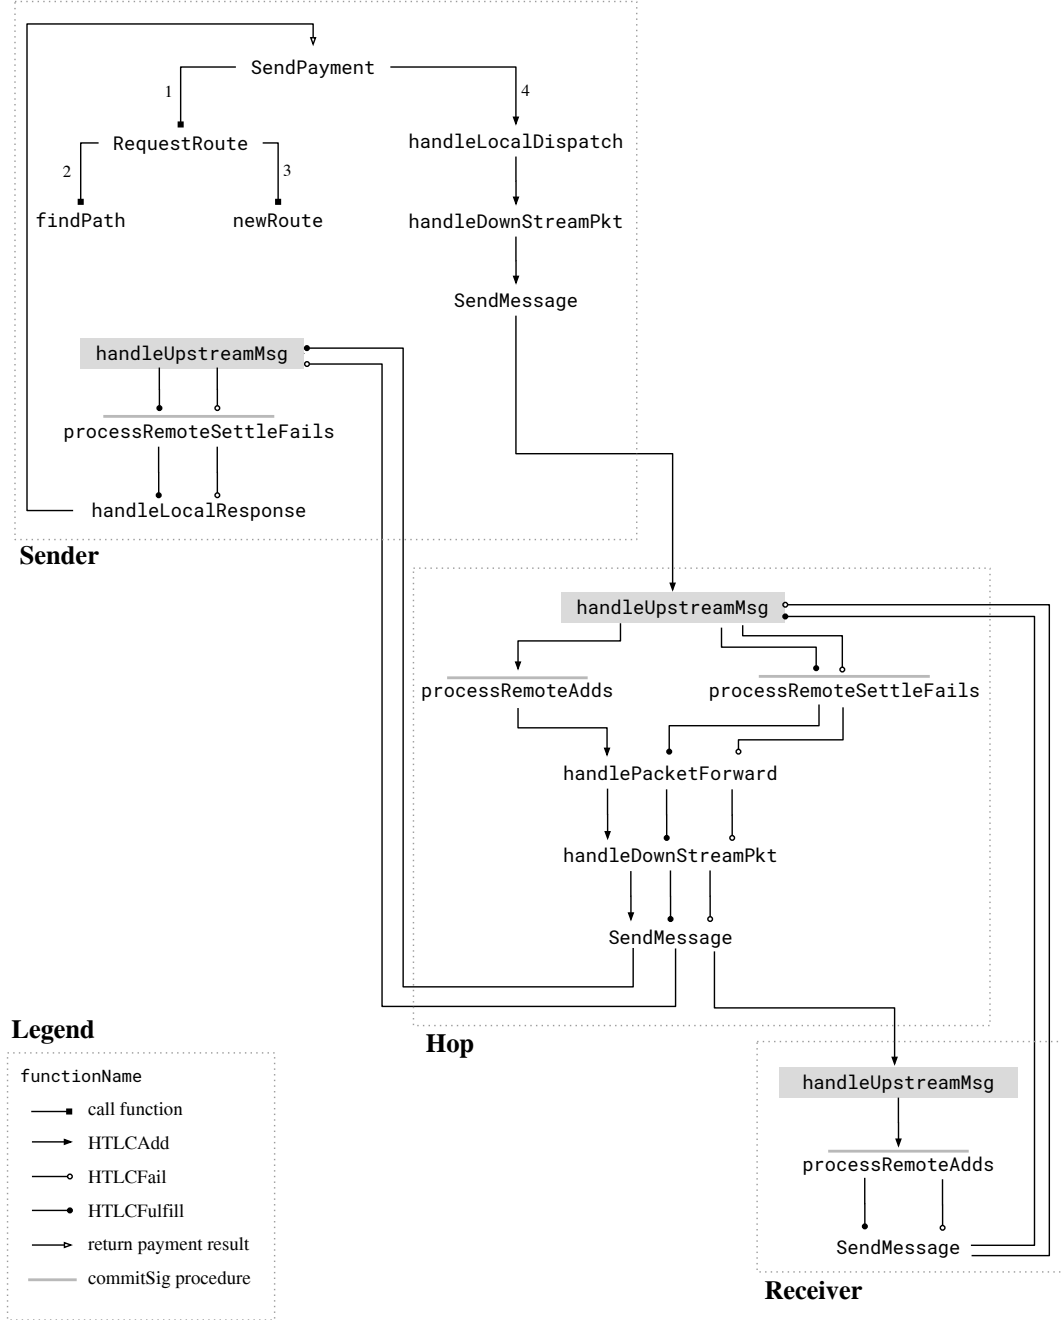 SendPayment
1
4
RequestRoute
handleLocalDispatch
2
3
findPath
newRoute
handleDownStreamPkt
SendMessage
handleUpstreamMsg
processRemoteSettleFails
handleLocalResponse
Sender
handleUpstreamMsg
processRemoteAdds
processRemoteSettleFails
handlePacketForward
handleDownStreamPkt
SendMessage
Hop
handleUpstreamMsg
processRemoteAdds
SendMessage
Receiver
Legend
functionName
call function
HTLCAdd
HTLCFail
HTLCFulfill
return payment result
commitSig procedure